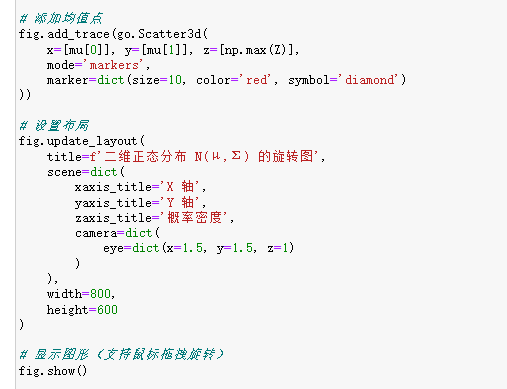 # 添加均值点
fig.add_trace(go.Scatter3d(
    x=[mu[0]], y=[mu[1]], z=[np.max(Z)],
    mode='markers',
    marker=dict(size=10, color='red', symbol='diamond')
))
# 设置布局
fig.update_layout(
    title=f'二维正态分布 N(μ,Σ) 的旋转图',
    scene=dict(
        xaxis_title='X 轴',
        yaxis_title='Y 轴',
        zaxis_title='概率密度',
        camera=dict(
            eye=dict(x=1.5, y=1.5, z=1)
        )
    ),
    width=800,
    height=600
)
# 显示图形（支持鼠标拖拽旋转）
fig.show()